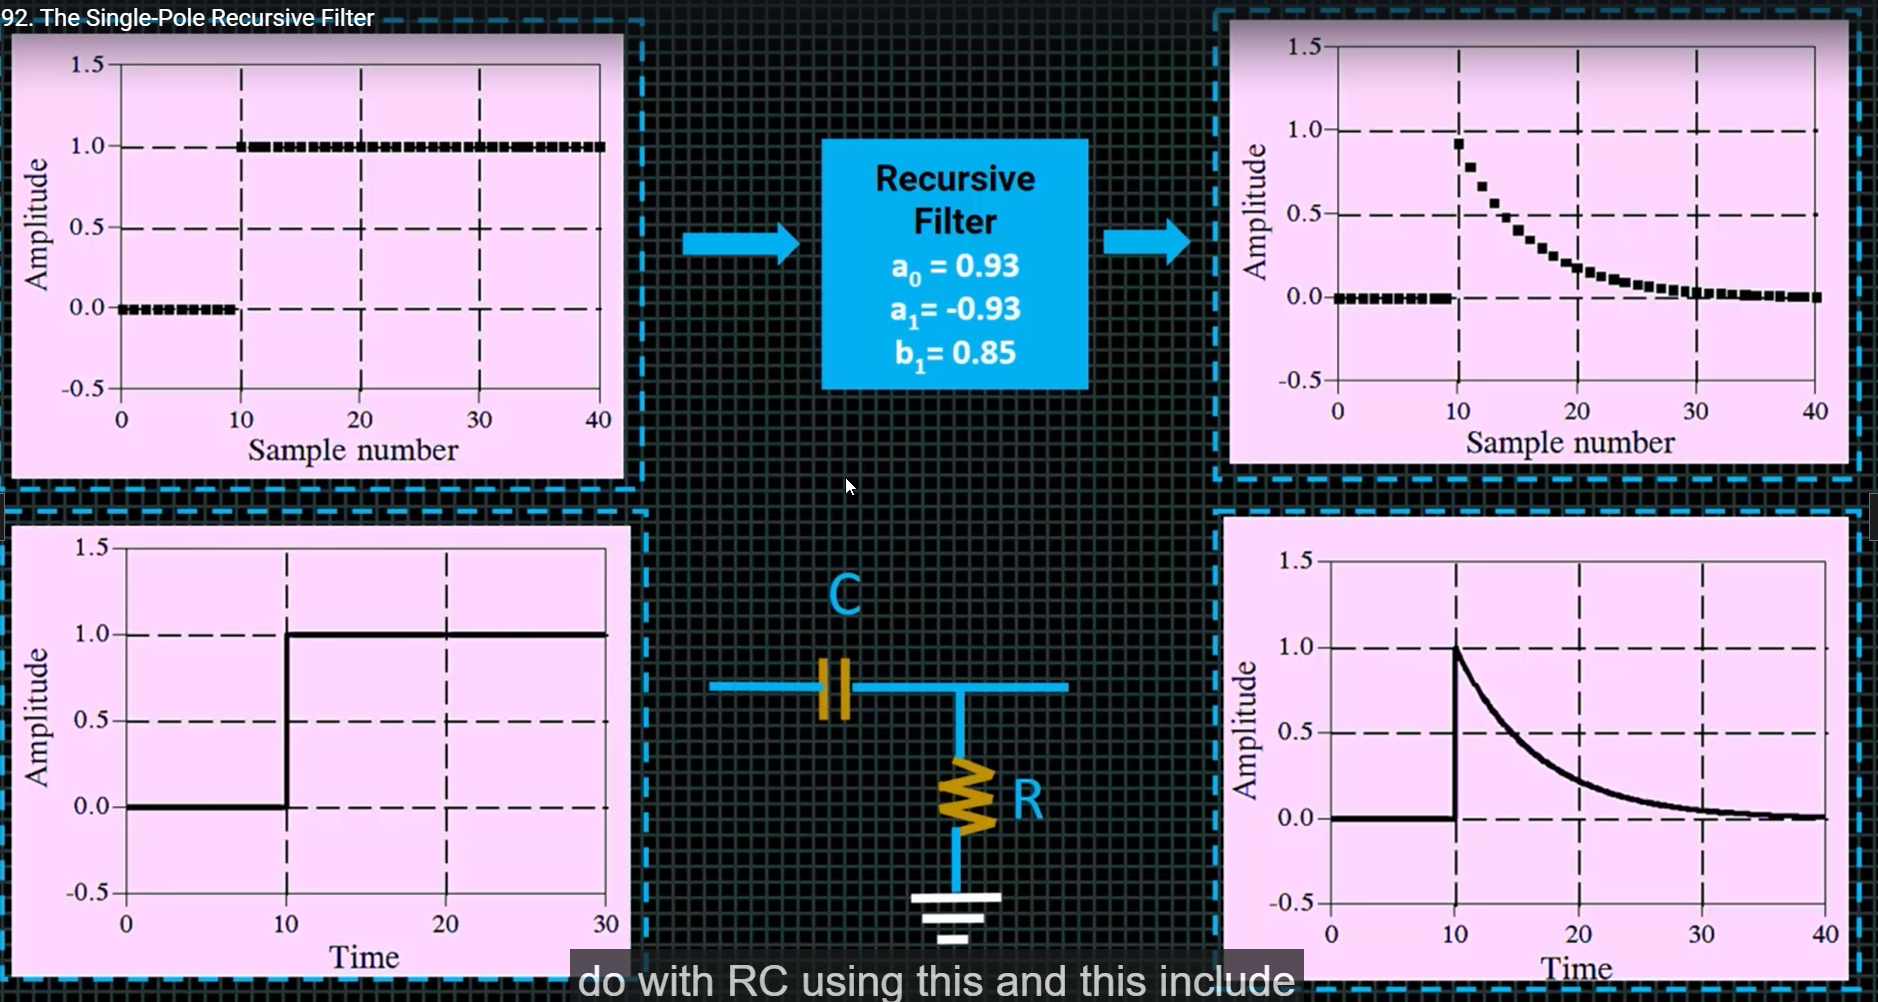 92. The Single-Pole Recursive Filter
1.5
1.0
0.5
0.0
-0.5
Amplitude
0 10 20 30 40
Sample number
Recursive
Filter
a0 = 0.93
a1= -0.93
b1= 0.85
1.5
1.0
0.5
0.0
-0.5
Amplitude
0 10 20 30 40
Sample number
1.5
1.0
0.5
0.0
-0.5
Amplitude
0 10 20 30
Time
C
R
1.5
1.0
0.5
0.0
-0.5
Amplitude
0 10 20 30 40
Time
do with RC using this and this include